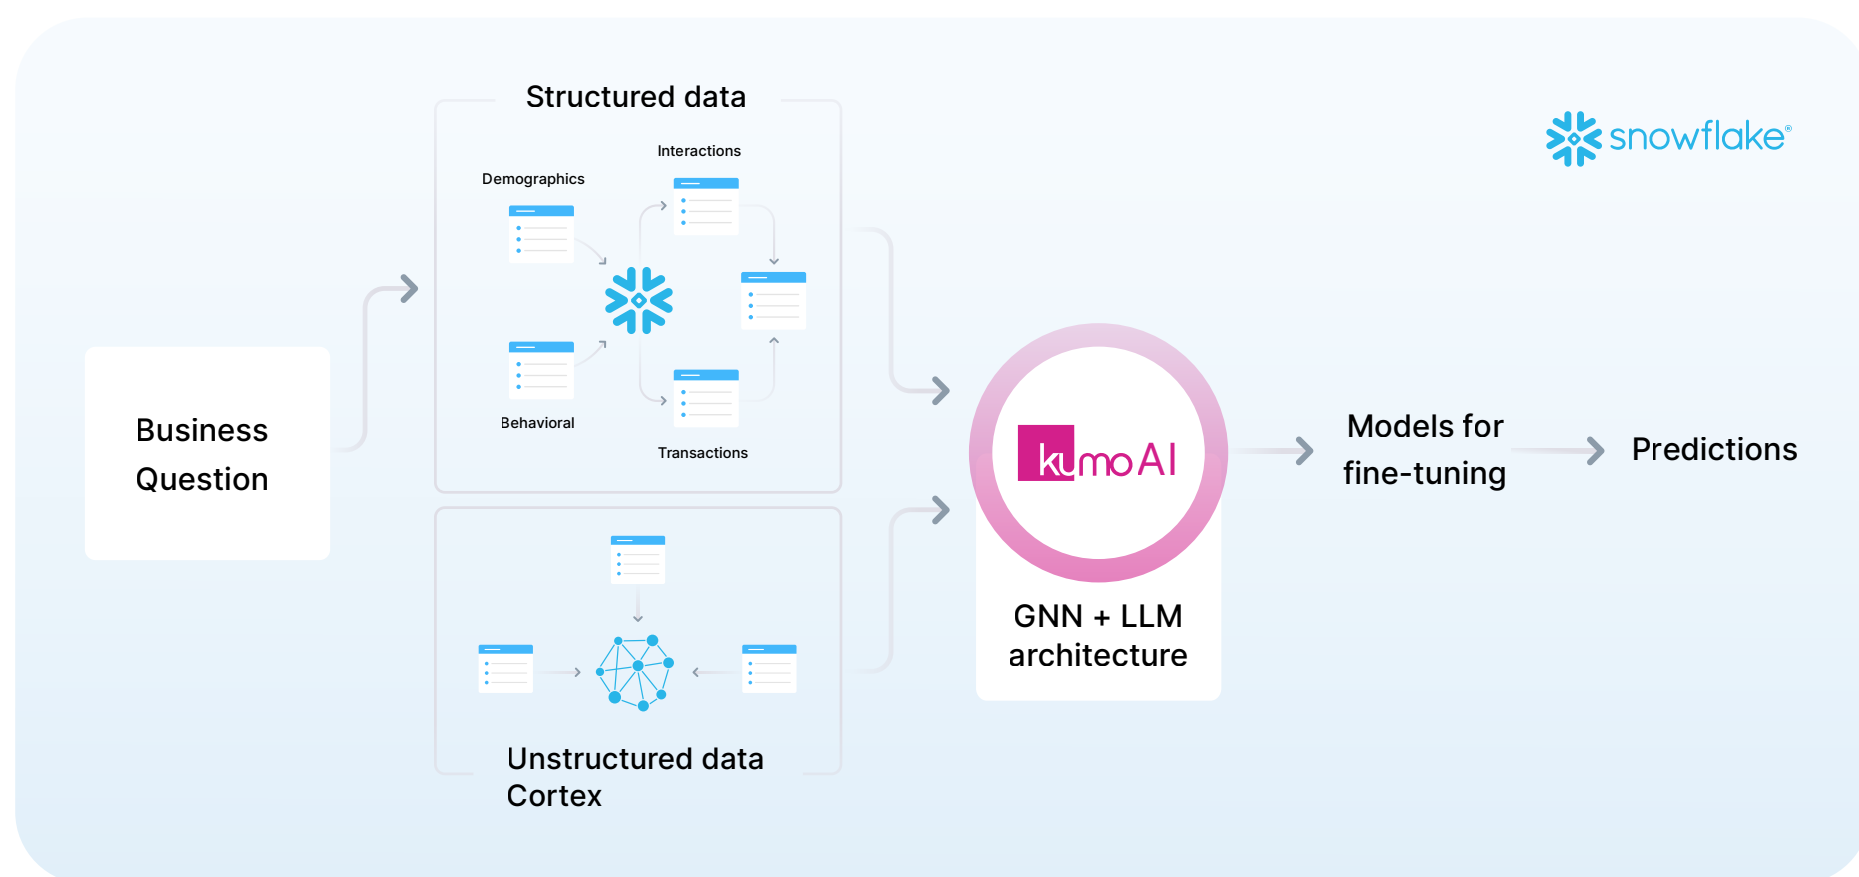 Structured data
snowflake®
Interactions
Demographics
Behavioral
Transactions
Business
Question
kumo AI
Models for
fine-tuning
Predictions
GNN + LLM
architecture
Unstructured data
Cortex